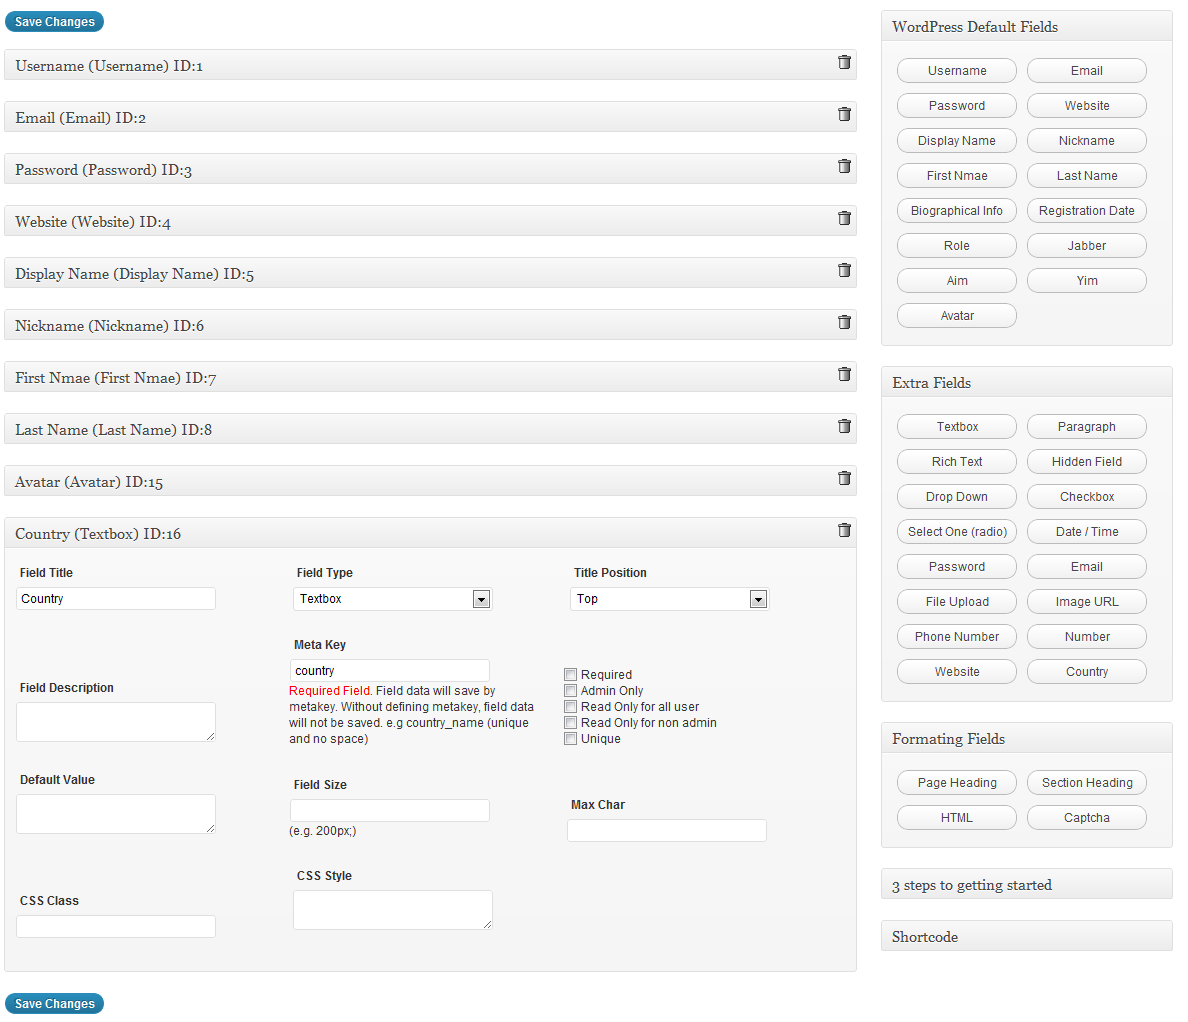 Save Changes
Username (Username) ID:1
Email (Email) ID:2
Password (Password) ID:3
Website (Website) ID:4
Display Name (Display Name) ID:5
Nickname (Nickname) ID:6
First Nmae (First Nmae) ID:7
Last Name (Last Name) ID:8
Avatar (Avatar) ID:15
Country (Textbox) ID:16
Field Title
Country
Field Type
Textbox
Title Position
Top
Field Description
Meta Key
country
Required Field. Field data will save by
metakey. Without defining metakey, field data
will not be saved. e.g country_name (unique
and no space)
Required
Admin Only
Read Only for all user
Read Only for non admin
Unique
Default Value
Field Size
(e.g. 200px;)
Max Char
CSS Class
CSS Style
Save Changes
WordPress Default Fields
Username
Email
Password
Website
Display Name
Nickname
First Nmae
Last Name
Biographical Info
Registration Date
Role
Jabber
Aim
Yim
Avatar
Extra Fields
Textbox
Paragraph
Rich Text
Hidden Field
Drop Down
Checkbox
Select One (radio)
Date / Time
Password
Email
File Upload
Image URL
Phone Number
Number
Website
Country
Formating Fields
Page Heading
Section Heading
HTML
Captcha
3 steps to getting started
Shortcode